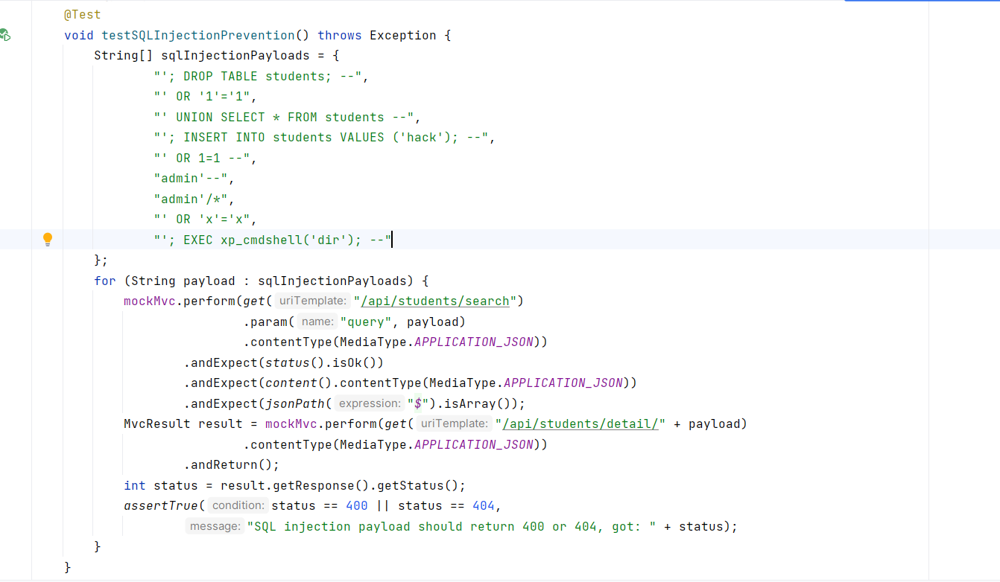 @Test
void testSQLInjectionPrevention() throws Exception {
String[] sqlInjectionPayloads = {
"'; DROP TABLE students; --",
"' OR '1'='1",
"' UNION SELECT * FROM students --",
"'; INSERT INTO students VALUES ('hack'); --",
"' OR 1=1 --",
"admin'--",
"admin'/*",
"' OR 'x'='x",
"'; EXEC xp_cmdshell('dir'); --"
};
for (String payload : sqlInjectionPayloads) {
mockMvc.perform(get( uriTemplate: "/api/students/search")
.param( name: "query", payload)
.contentType(MediaType.APPLICATION_JSON))
.andExpect(status().isOk())
.andExpect(content().contentType(MediaType.APPLICATION_JSON))
.andExpect(jsonPath( expression: "$").isArray());
MvcResult result = mockMvc.perform(get( uriTemplate: "/api/students/detail/" + payload)
.contentType(MediaType.APPLICATION_JSON))
.andReturn();
int status = result.getResponse().getStatus();
assertTrue( condition: status == 400 || status == 404,
message: "SQL injection payload should return 400 or 404, got: " + status);
}
}